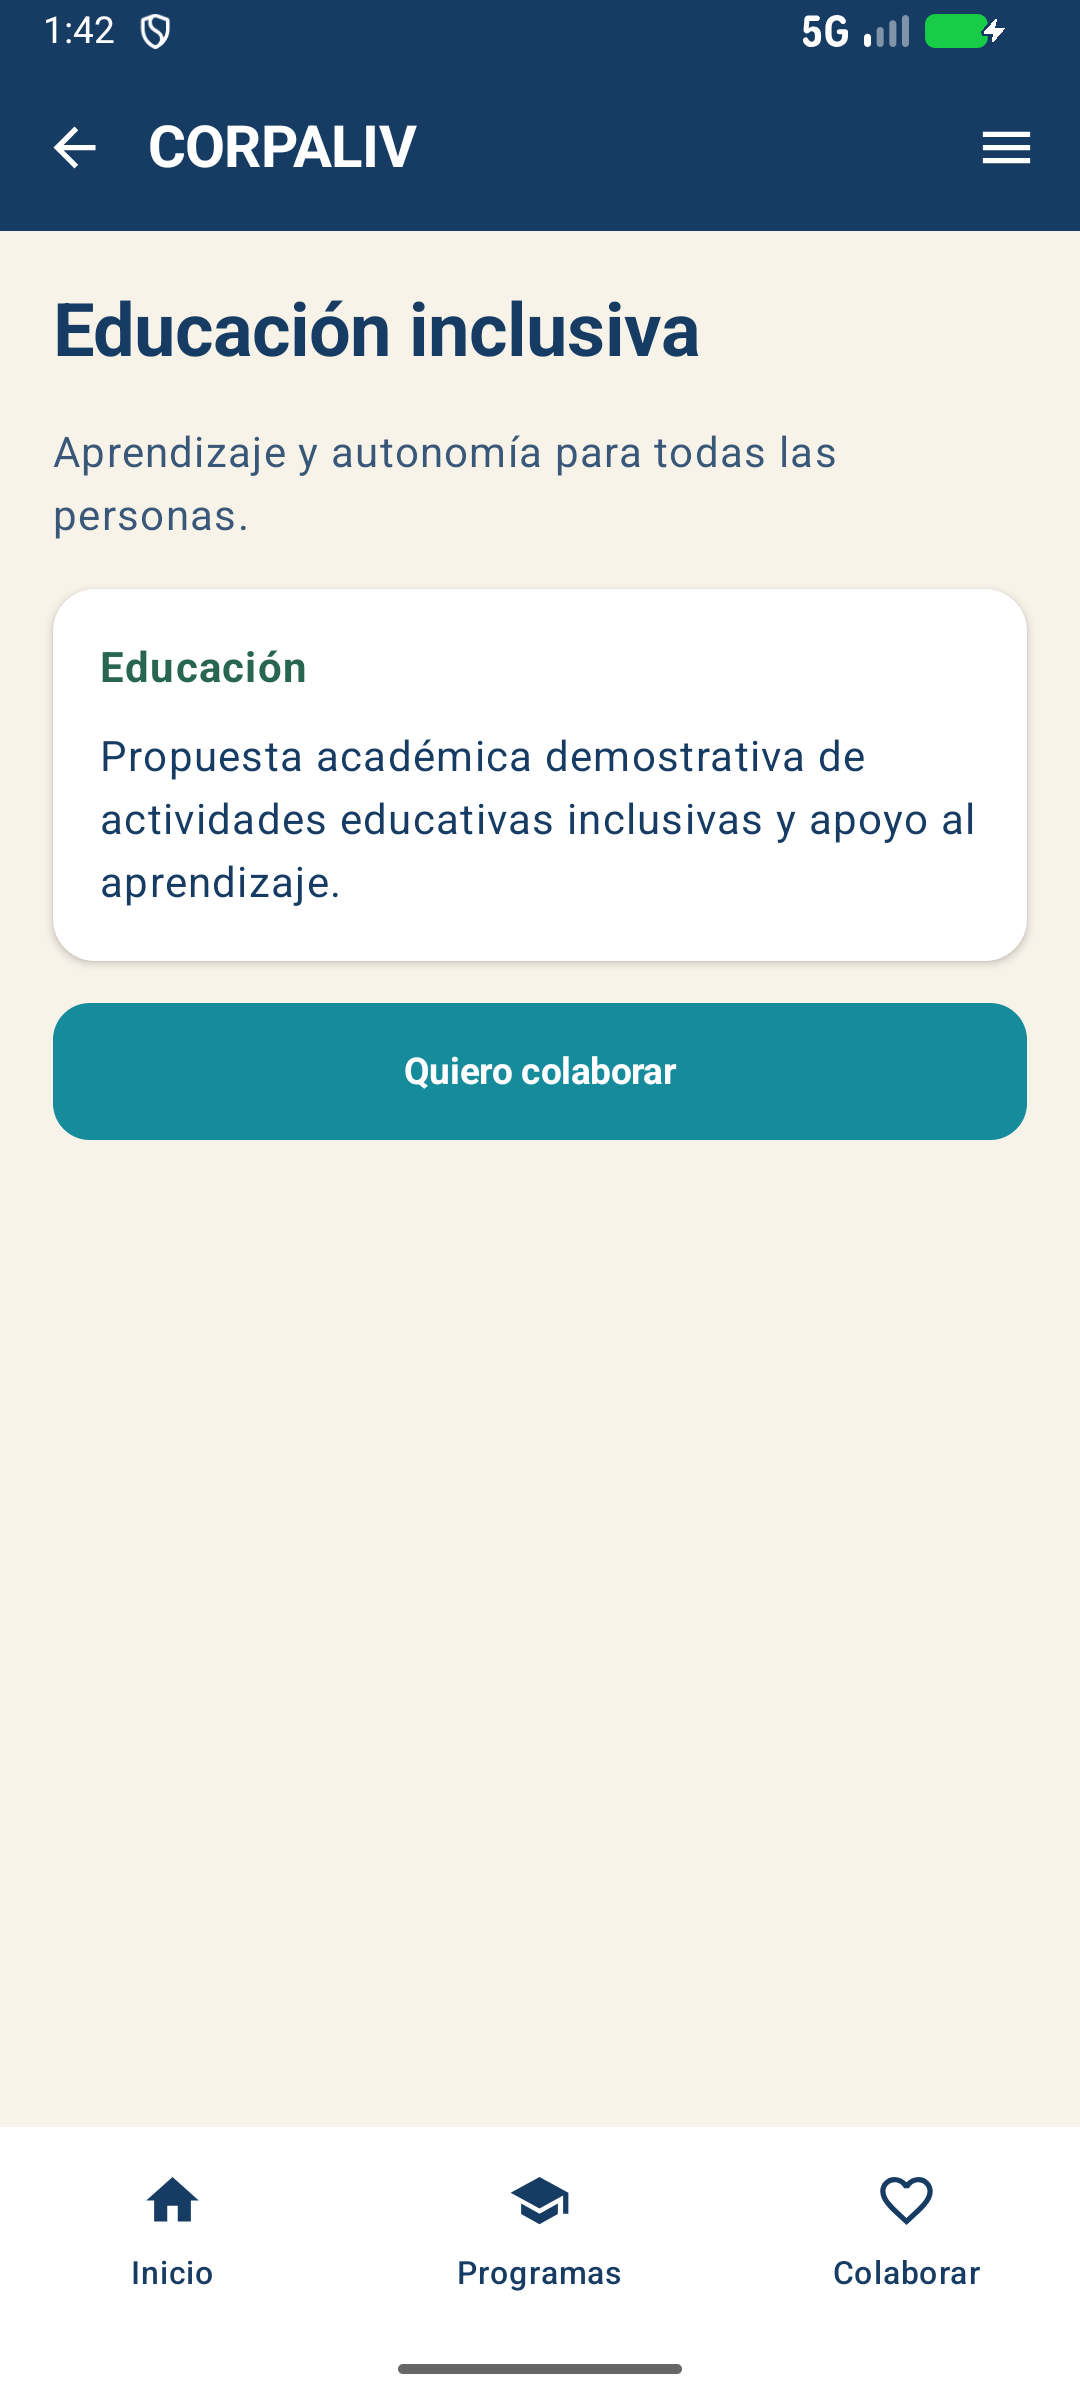 1:42
5G
CORPALIV
Educación inclusiva
Aprendizaje y autonomía para todas las
personas.
Educación
Propuesta académica demostrativa de
actividades educativas inclusivas y apoyo al
aprendizaje.
Quiero colaborar
Inicio
Programas
Colaborar